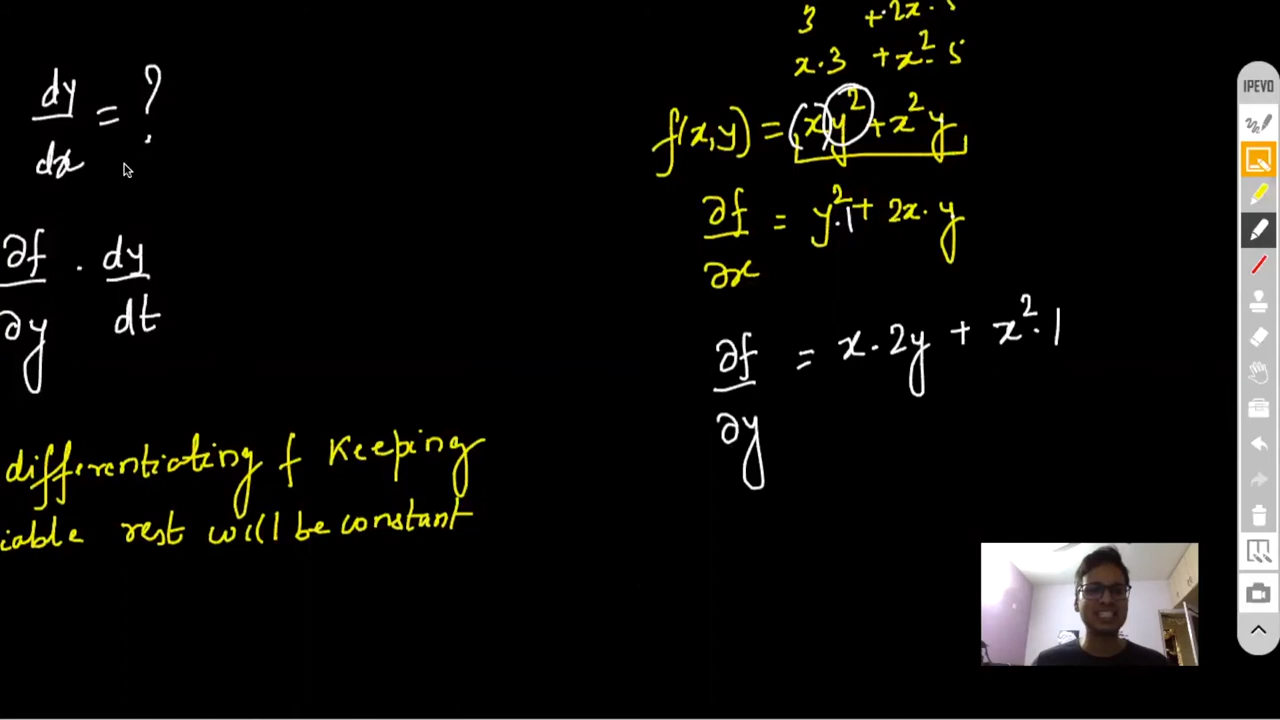 dy/dx = ?
∂f/∂y · dy/dt
differentiating f keeping
iable rest will be constant
3 + 2x·5
x·3 + x²·5
f(x,y) = (x)y² + x²y
∂f/∂x = y²·1 + 2x·y
∂f/∂y = x·2y + x²·1
IPEVO